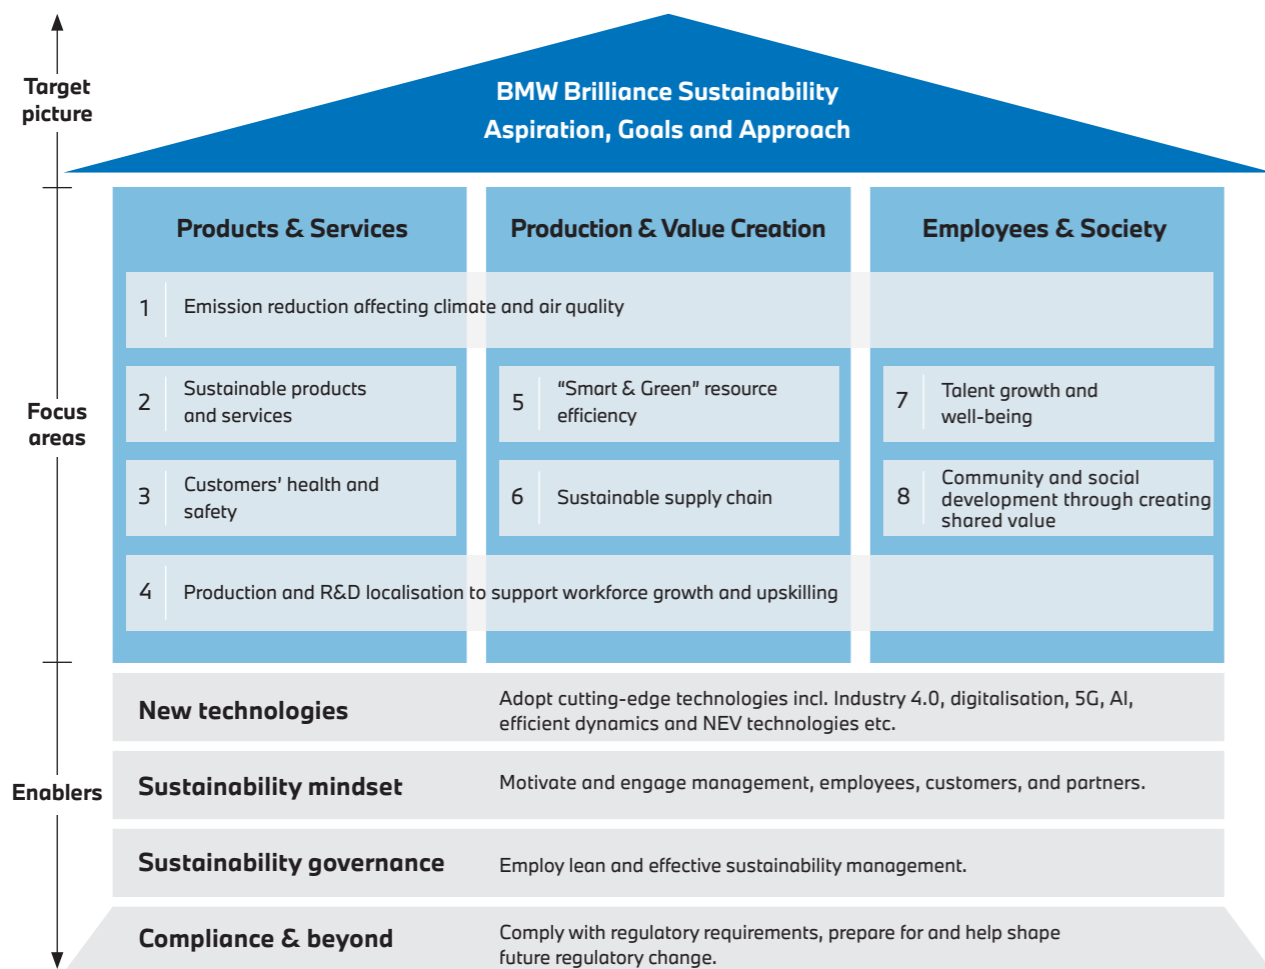 Target
picture
BMW Brilliance Sustainability
Aspiration, Goals and Approach
Focus
areas
Products & Services
Production & Value Creation
Employees & Society
1
Emission reduction affecting climate and air quality
2
Sustainable products
and services
5
“Smart & Green” resource
efficiency
7
Talent growth and
well-being
3
Customers’ health and
safety
6
Sustainable supply chain
8
Community and social
development through creating
shared value
4
Production and R&D localisation to support workforce growth and upskilling
Enablers
New technologies
Adopt cutting-edge technologies incl. Industry 4.0, digitalisation, 5G, AI,
efficient dynamics and NEV technologies etc.
Sustainability mindset
Motivate and engage management, employees, customers, and partners.
Sustainability governance
Employ lean and effective sustainability management.
Compliance & beyond
Comply with regulatory requirements, prepare for and help shape
future regulatory change.